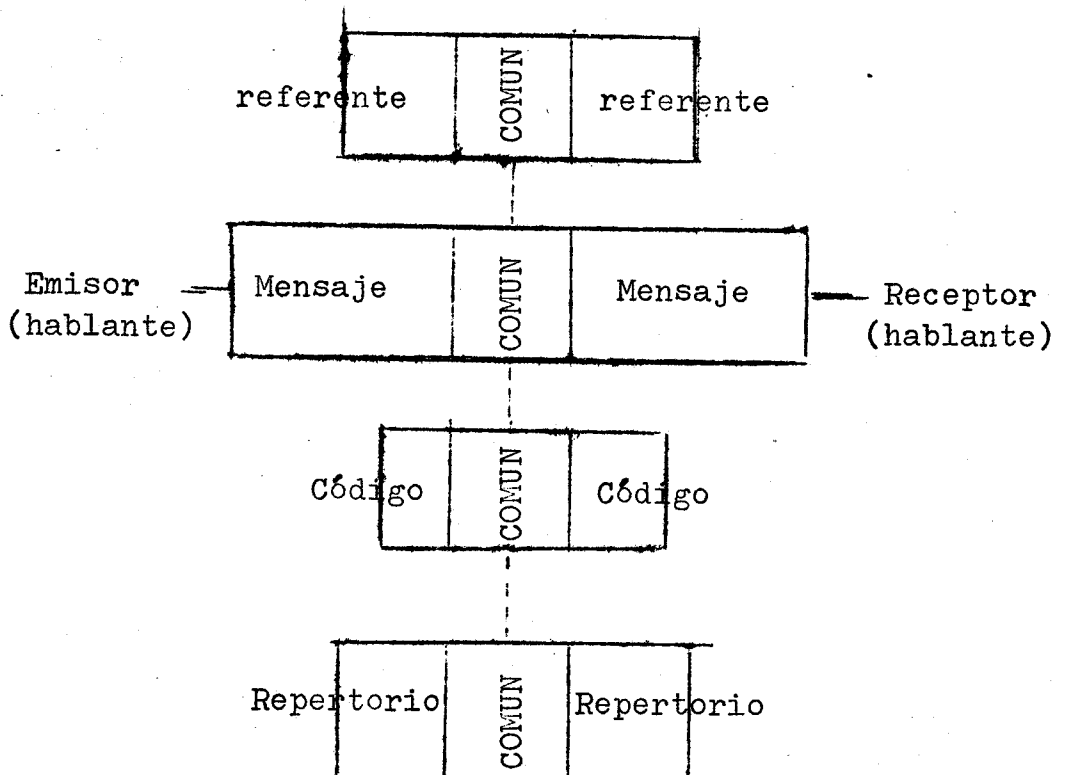 referente COMUN referente
Emisor Mensaje COMUN Mensaje Receptor
(hablante) (hablante)
Código COMUN Código
Repertorio COMUN Repertorio